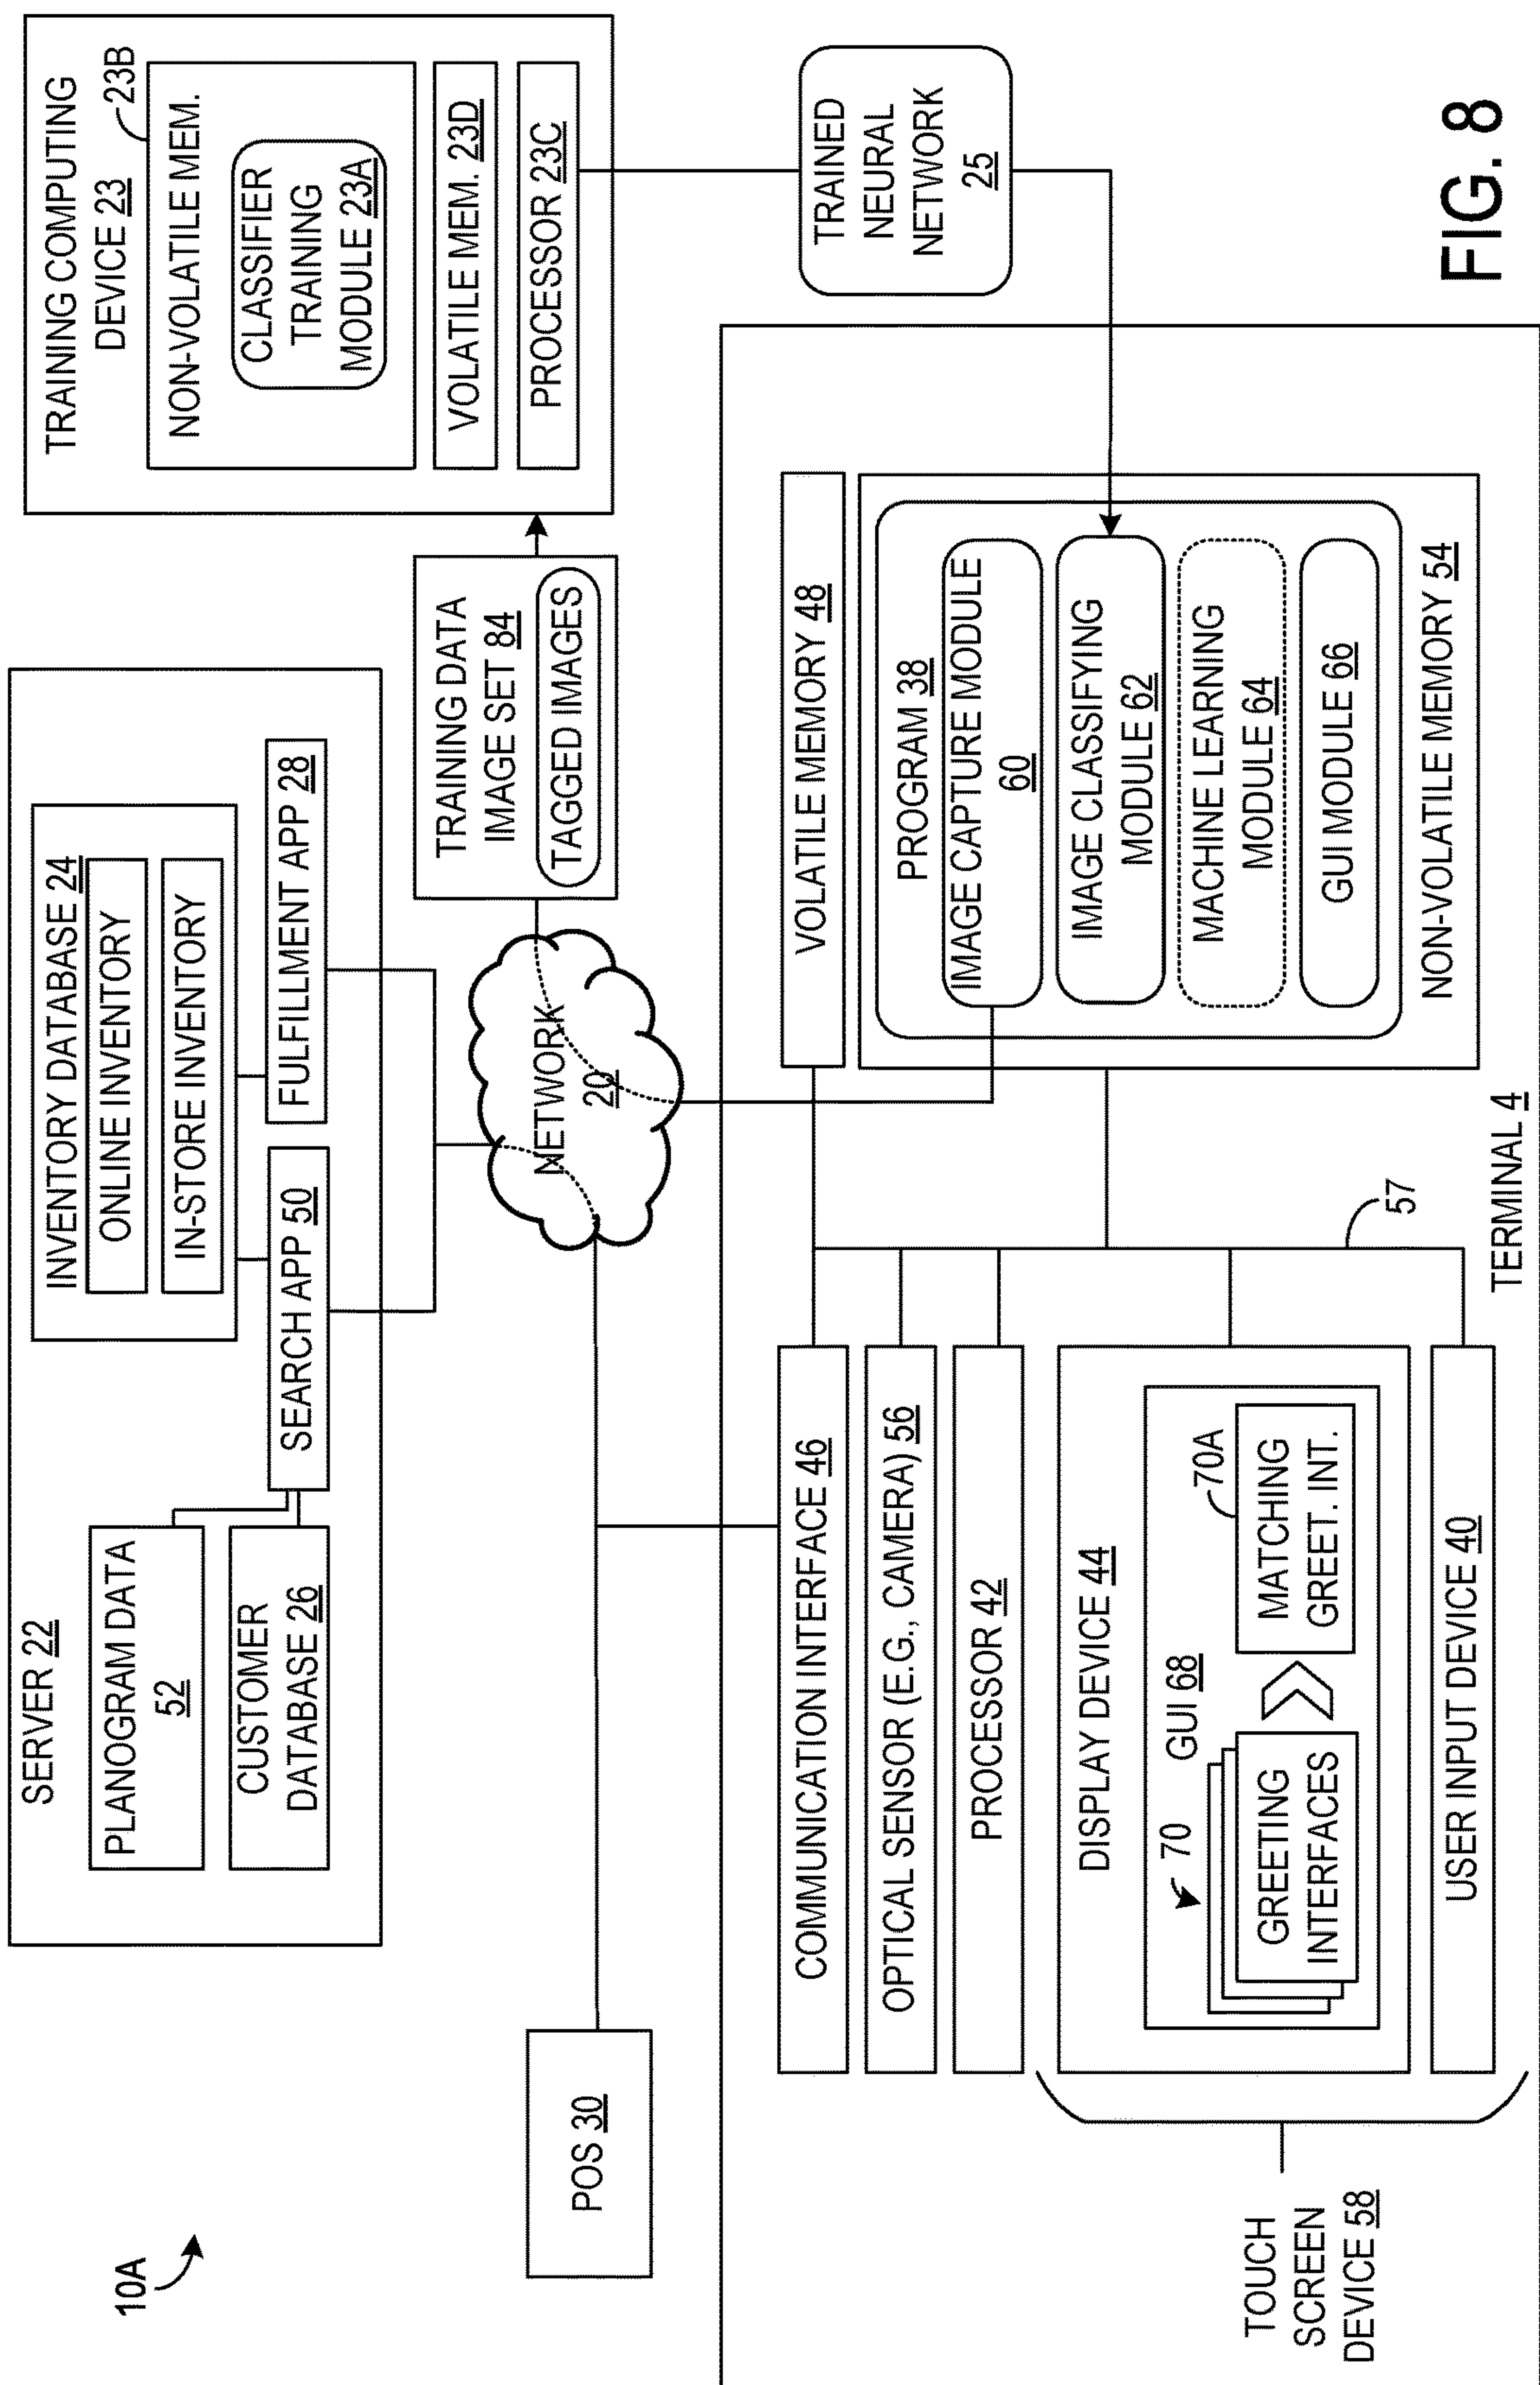 10A
SERVER 22
PLANOGRAM DATA
52
CUSTOMER
DATABASE 26
INVENTORY DATABASE 24
ONLINE INVENTORY
IN-STORE INVENTORY
SEARCH APP 50
FULFILLMENT APP 28
TRAINING COMPUTING
DEVICE 23
23B
NON-VOLATILE MEM.
CLASSIFIER
TRAINING
MODULE 23A
VOLATILE MEM. 23D
PROCESSOR 23C
TRAINING DATA
IMAGE SET 84
TAGGED IMAGES
NETWORK
20
POS 30
TRAINED
NEURAL
NETWORK
25
COMMUNICATION INTERFACE 46
OPTICAL SENSOR (E.G., CAMERA) 56
PROCESSOR 42
DISPLAY DEVICE 44
GUI 68
70
GREETING
INTERFACES
70A
MATCHING
GREET. INT.
USER INPUT DEVICE 40
TOUCH
SCREEN
DEVICE 58
VOLATILE MEMORY 48
PROGRAM 38
IMAGE CAPTURE MODULE
60
IMAGE CLASSIFYING
MODULE 62
MACHINE LEARNING
MODULE 64
GUI MODULE 66
NON-VOLATILE MEMORY 54
57
TERMINAL 4
FIG. 8